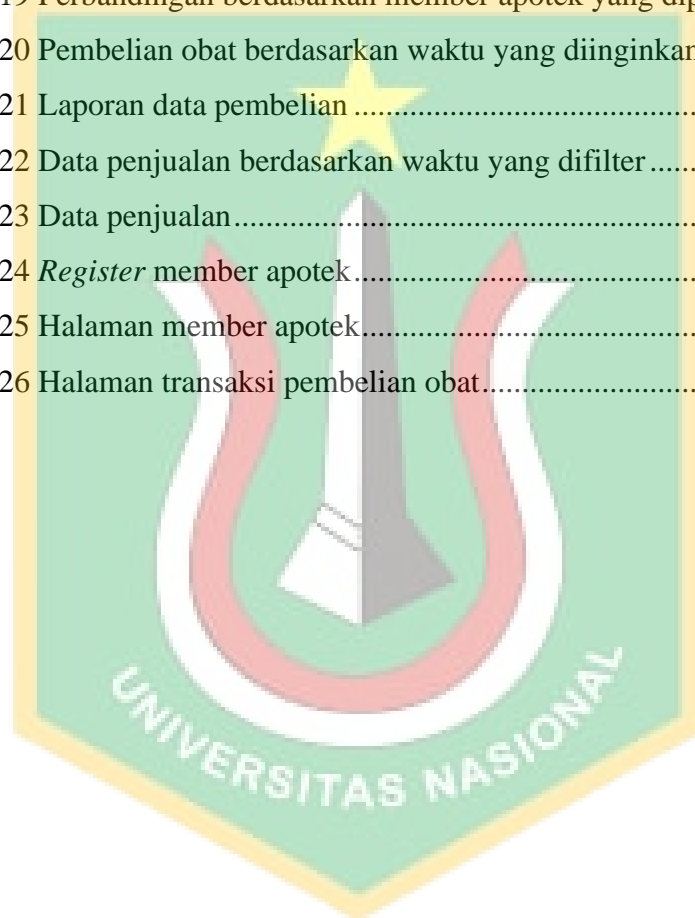 19 Perbandingan berdasarkan member apotek yang
20 Pembelian obat berdasarkan waktu yang diinginkan
21 Laporan data pembelian ........................................
22 Data penjualan berdasarkan waktu yang difilter .....
23 Data penjualan.......................................................
24 Register member apotek.........................................
25 Halaman member apotek........................................
26 Halaman transaksi pembelian obat.........................
UNIVERSITAS NASIONAL